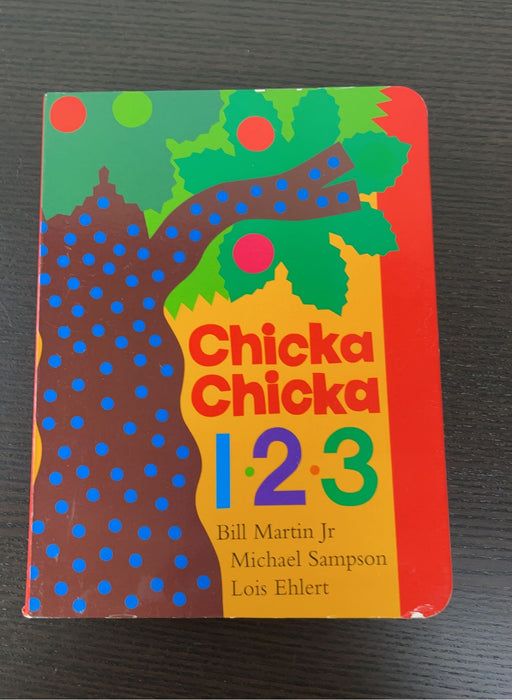 Chicka
Chicka
1·2·3
Bill Martin Jr
Michael Sampson
Lois Ehlert